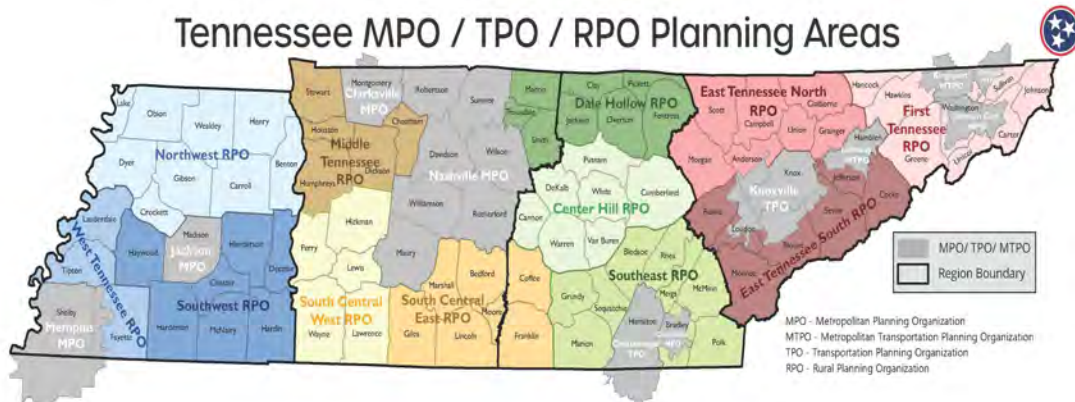 Tennessee MPO / TPO / RPO Planning Areas
Lake
Obion
Weakley
Henry
Dyer
Northwest RPO
Gibson
Benton
Carroll
Crockett
Lauderdale
Haywood
Madison
Jackson
MPO
Henderson
Decatur
Tipton
West Tennessee RPO
Chester
Southwest RPO
Shelby
Memphis
MPO
Fayette
Hardeman
McNairy
Hardin
Stewart
Montgomery
Clarksville
MPO
Robertson
Sumner
Macon
Houston
Cheatham
Middle
Tennessee
RPO
Dickson
Humphreys
Davidson
Wilson
Nashville MPO
Smith
Williamson
Rutherford
Hickman
Perry
Maury
Lewis
South Central
West RPO
Wayne
Lawrence
Marshall
Bedford
South Central
East RPO
Moore
Giles
Lincoln
Coffee
Franklin
Clay
Pickett
Dale Hollow RPO
Jackson
Overton
Fentress
Putnam
DeKalb
White
Cumberland
Center Hill RPO
Cannon
Warren
Van Buren
Bledsoe
Rhea
Southeast RPO
Meigs
McMinn
Grundy
Sequatchie
Hamilton
Bradley
Marion
Polk
East Tennessee North
RPO
Scott
Campbell
Claiborne
Union
Grainger
Morgan
Anderson
Hancock
Hawkins
Hamblen
First
Tennessee
RPO
Washington
Sullivan
Johnson
Carter
Unicoi
Greene
Knox
Knoxville
TPO
Jefferson
Cocke
Sevier
Roane
Loudon
Blount
Monroe
East Tennessee South RPO
MPO/ TPO/ MTPO
Region Boundary
MPO - Metropolitan Planning Organization
MTPO - Metropolitan Transportation Planning Organization
TPO - Transportation Planning Organization
RPO - Rural Planning Organization